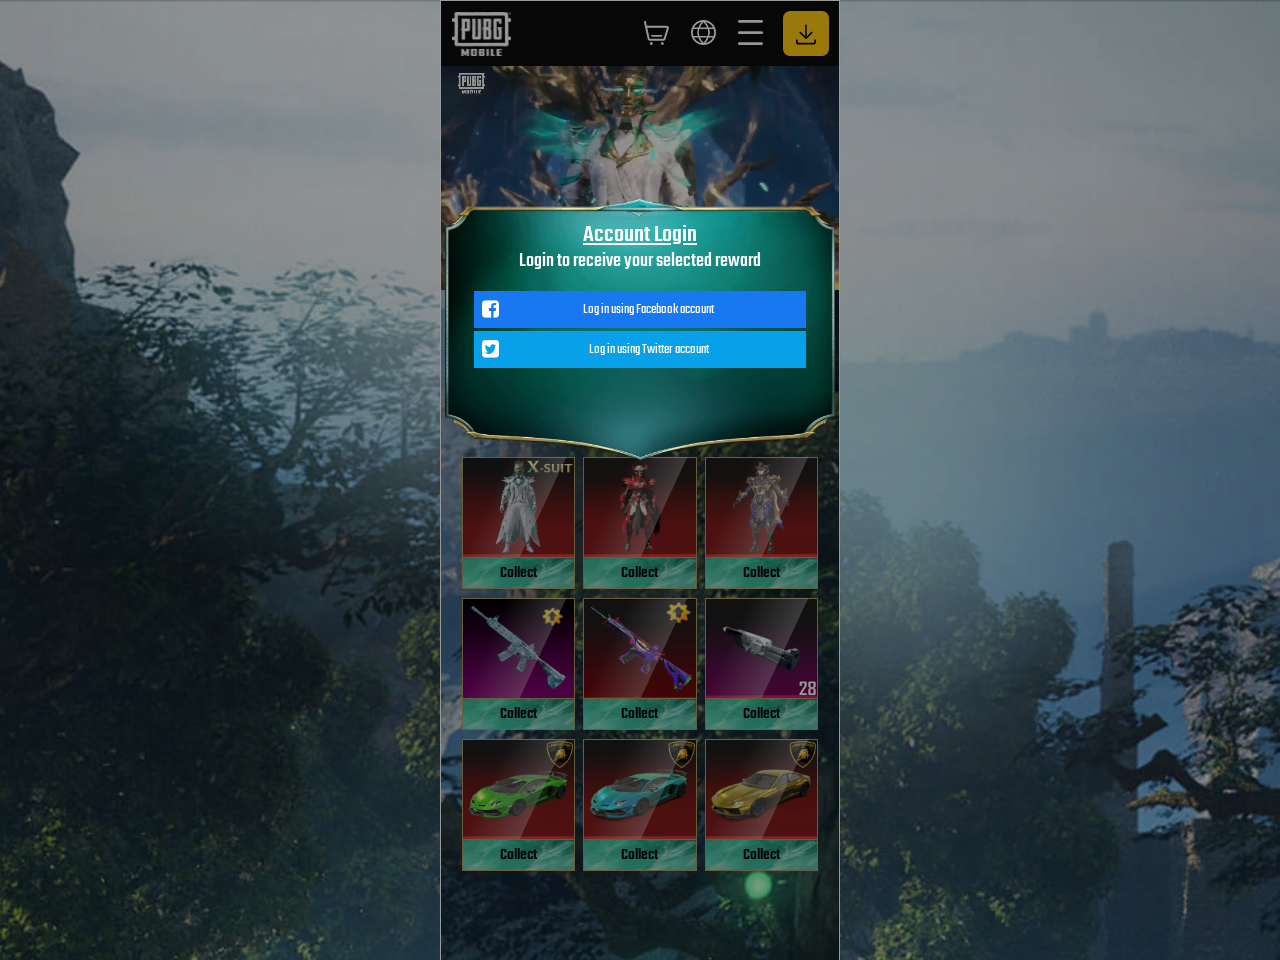 PUBG
MOBILE
PUBG
MOBILE
Account Login
Login to receive your selected reward
Log in using Facebook account
Log in using Twitter account
X-SUIT
Collect
Collect
Collect
28
Collect
Collect
Collect
Collect
Collect
Collect